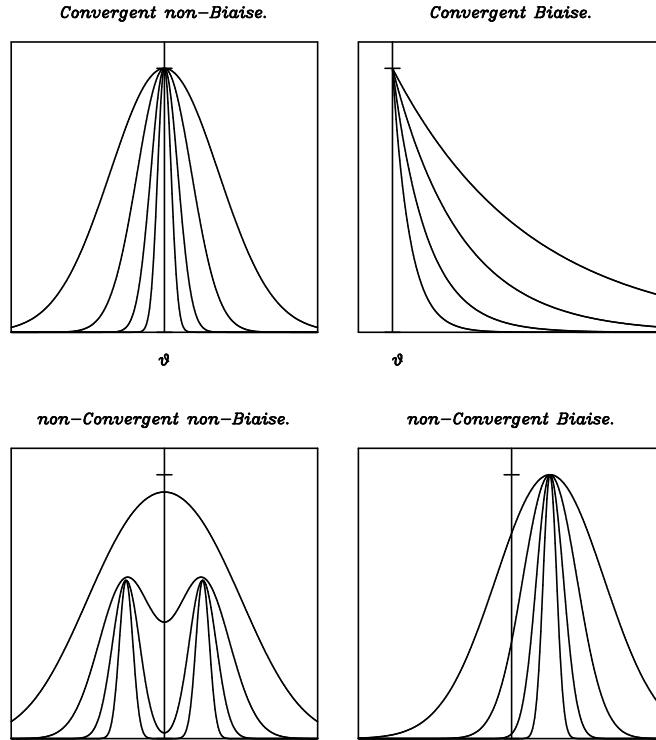 Convergent non-Biaise.
Convergent Biaise.
ϑ
ϑ
non-Convergent non-Biaise.
non-Convergent Biaise.